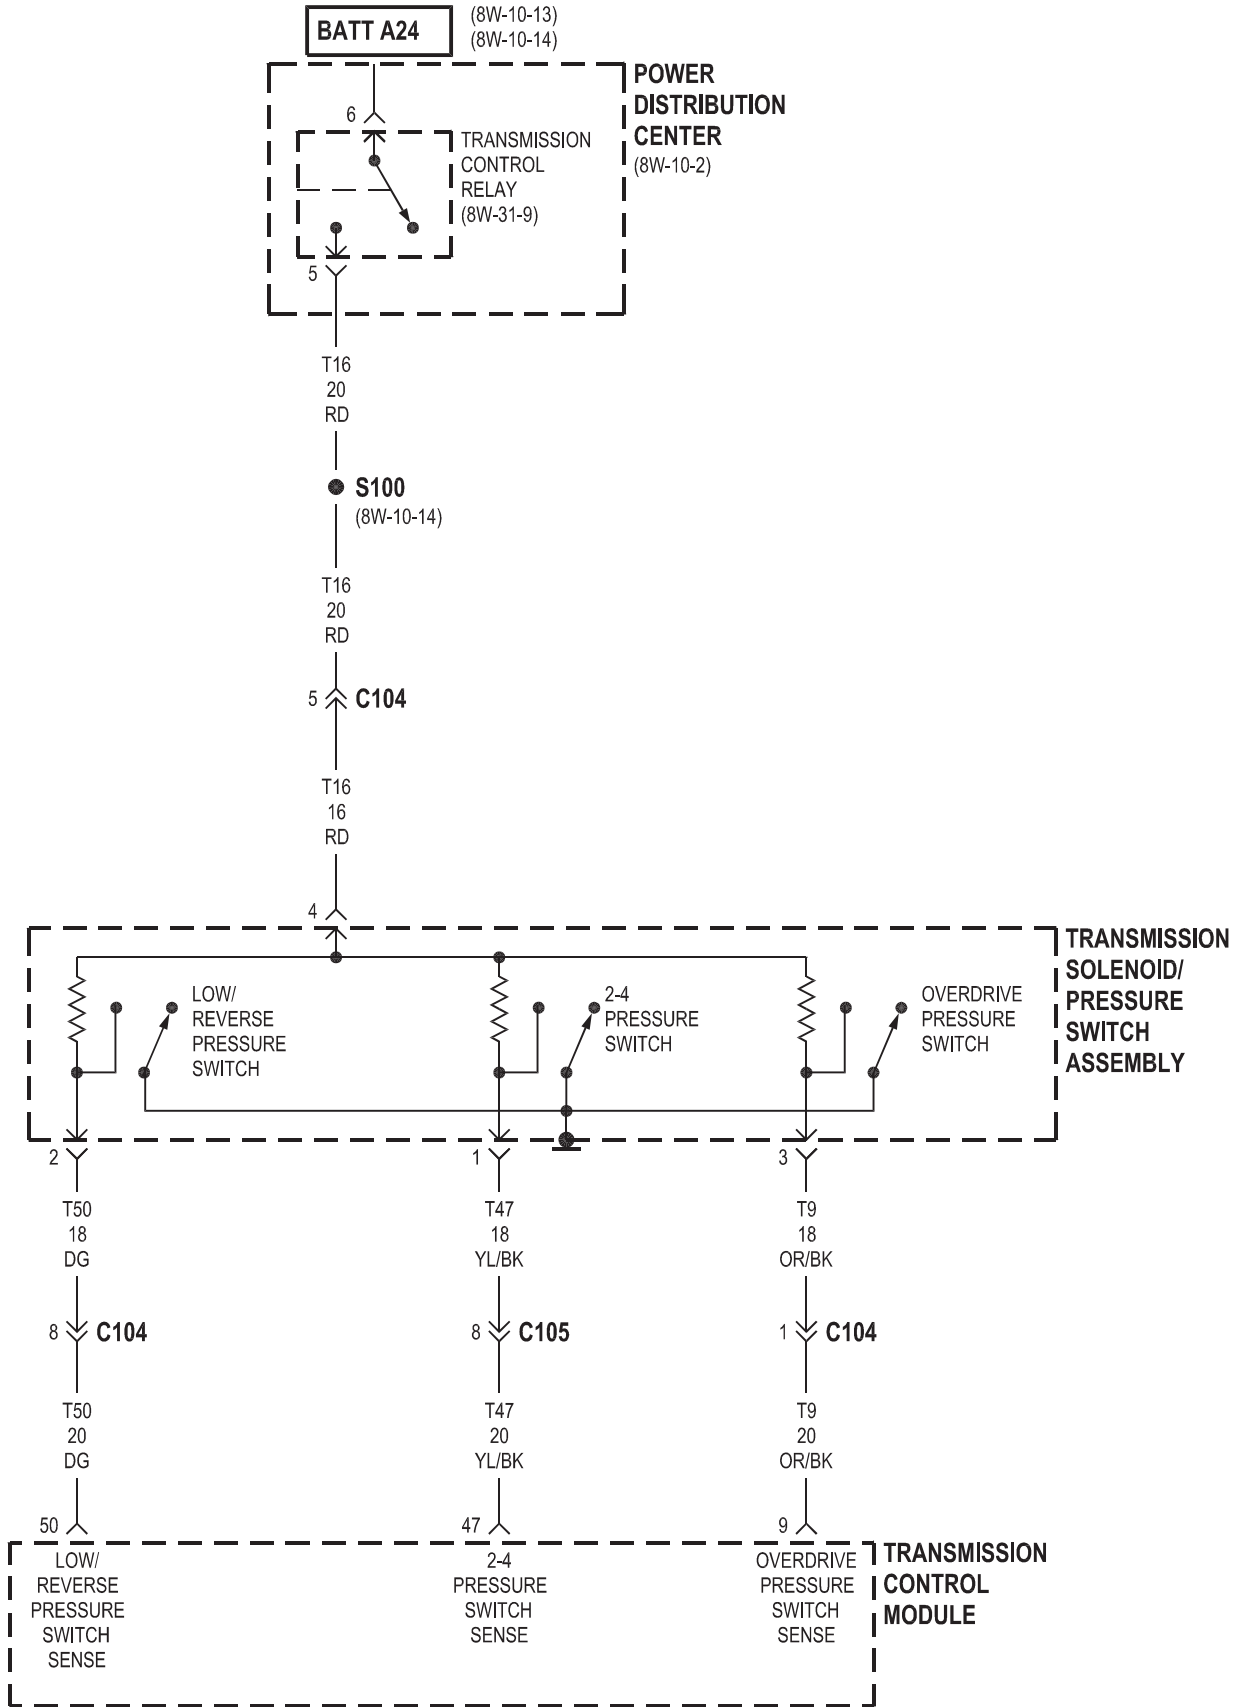 BATT A24
(8W-10-13)
(8W-10-14)
POWER
DISTRIBUTION
CENTER
(8W-10-2)
6
TRANSMISSION
CONTROL
RELAY
(8W-31-9)
5
T16
20
RD
S100
(8W-10-14)
T16
20
RD
5
C104
T16
16
RD
4
TRANSMISSION
SOLENOID/
PRESSURE
SWITCH
ASSEMBLY
LOW/
REVERSE
PRESSURE
SWITCH
2-4
PRESSURE
SWITCH
OVERDRIVE
PRESSURE
SWITCH
2
1
3
T50
18
DG
T47
18
YL/BK
T9
18
OR/BK
8
C104
8
C105
1
C104
T50
20
DG
T47
20
YL/BK
T9
20
OR/BK
50
47
9
LOW/
REVERSE
PRESSURE
SWITCH
SENSE
2-4
PRESSURE
SWITCH
SENSE
OVERDRIVE
PRESSURE
SWITCH
SENSE
TRANSMISSION
CONTROL
MODULE